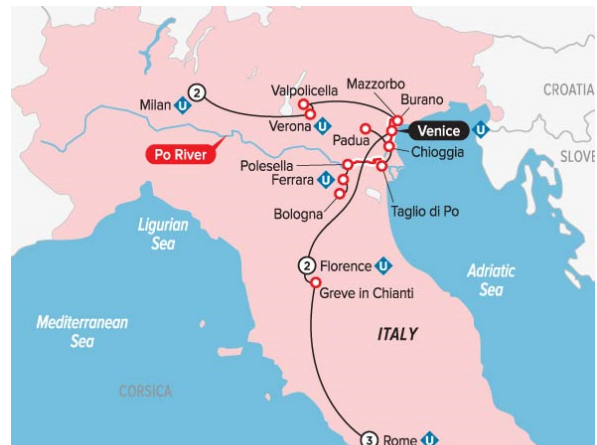 CROATIA
SLOVE
Valpolicella
Mazzorbo
Burano
2
Milan U
Verona U
Padua
Venice U
Chioggia
Po River
Polesella
Ferrara U
Bologna
Taglio di Po
Ligurian
Sea
2 Florence U
Greve in Chianti
Adriatic
Sea
Mediterranean
Sea
ITALY
CORSICA
3 Rome U